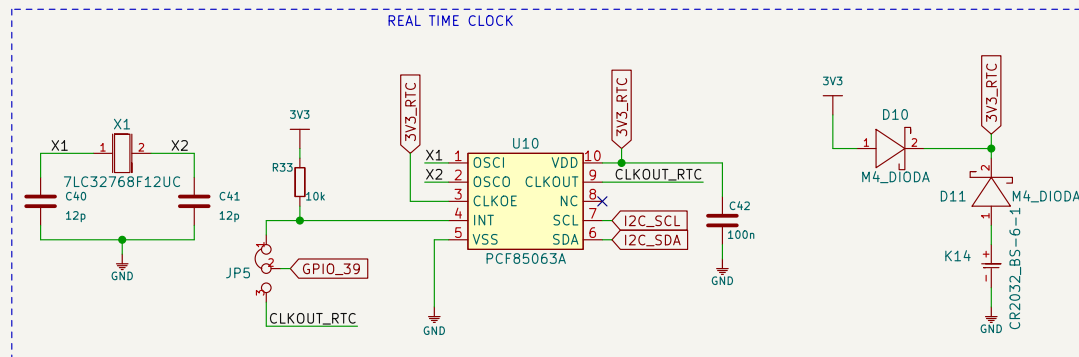 REAL TIME CLOCK
X1
X1
1
2
X2
7LC32768F12UC
C40
12p
C41
12p
GND
3V3
R33
10k
JP5
1
2
3
GPIO_39
CLKOUT_RTC
3V3_RTC
U10
X1
1
OSCI
X2
2
OSCO
3
CLKOE
4
INT
5
VSS
VDD
10
CLKOUT
9
CLKOUT_RTC
NC
8
SCL
7
I2C_SCL
SDA
6
I2C_SDA
PCF85063A
GND
3V3_RTC
C42
100n
GND
3V3
D10
1
2
M4_DIODA
3V3_RTC
2
D11
M4_DIODA
1
K14
+
-
CR2032_BS-6-1
GND